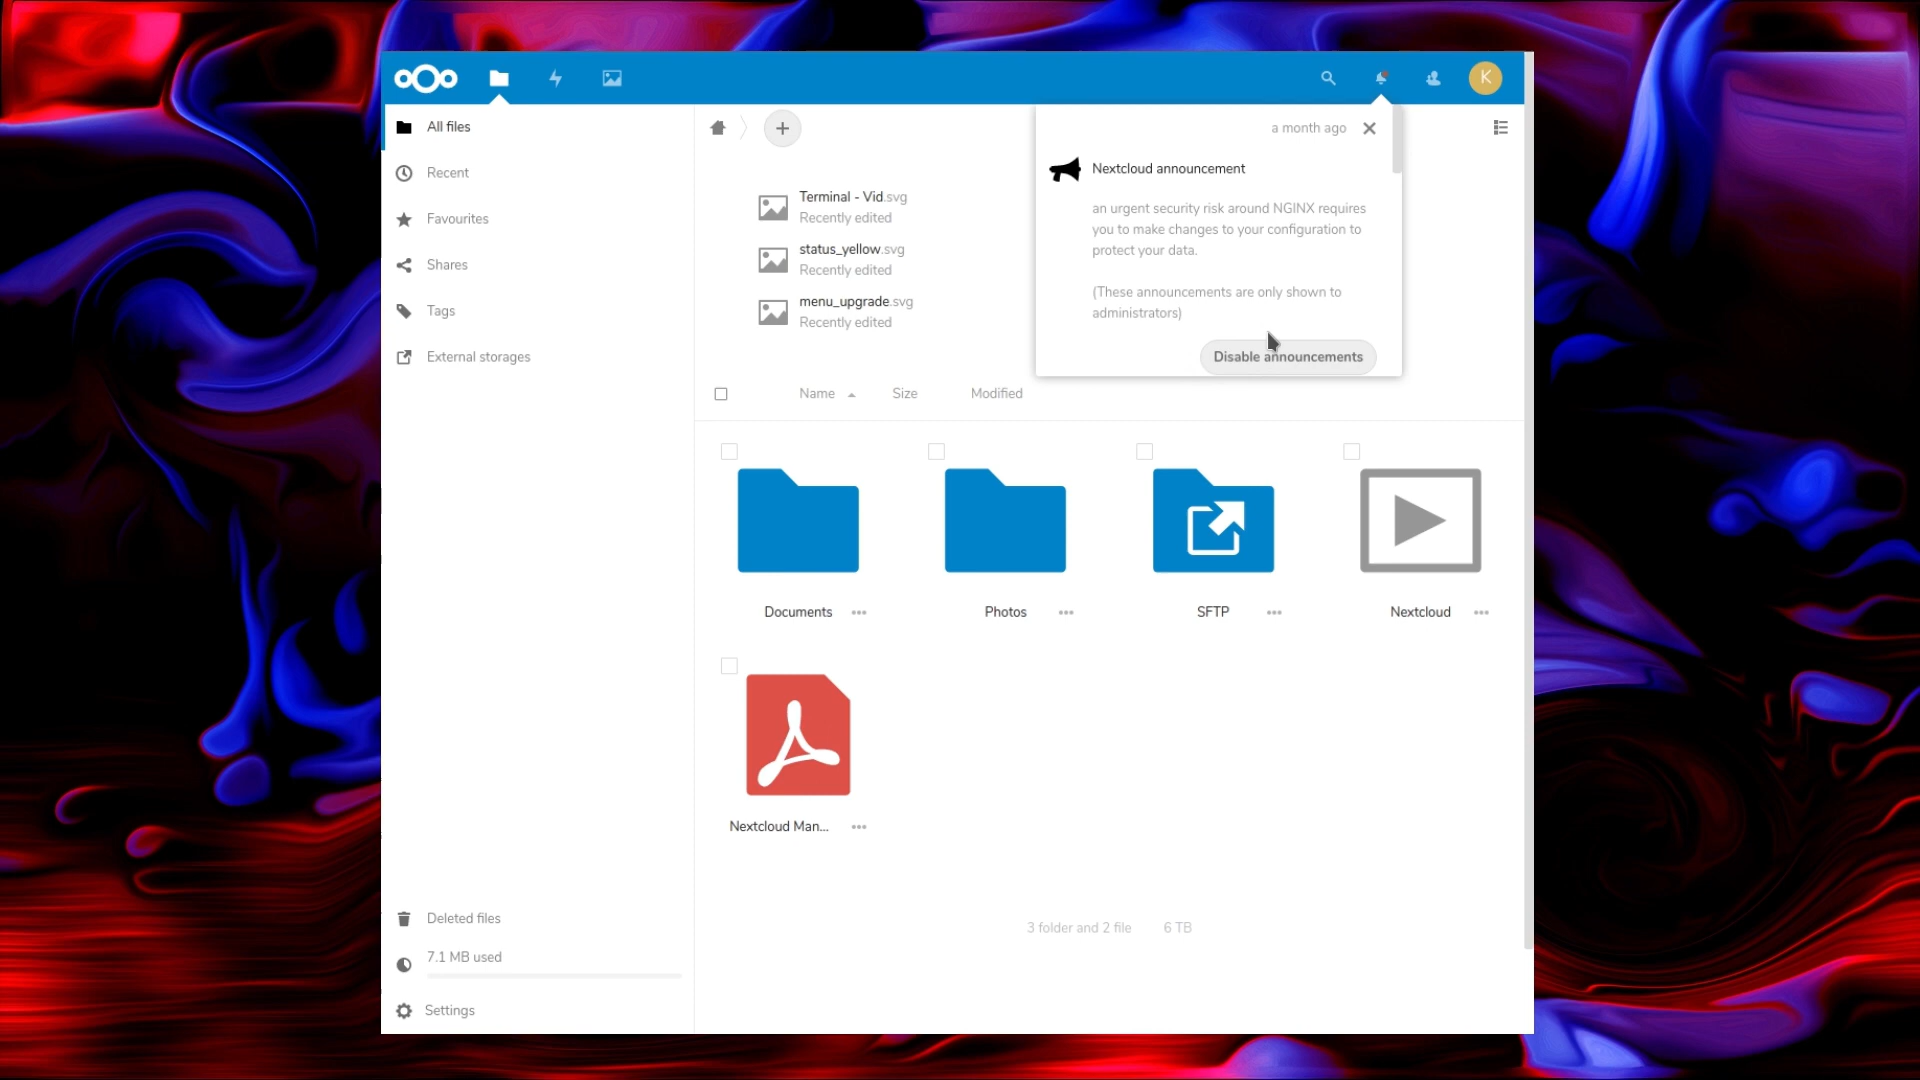 K
All files
Recent
Favourites
Shares
Tags
External storages
Deleted files
7.1 MB used
Settings
Terminal - Vid.svg
Recently edited
status_yellow.svg
Recently edited
menu_upgrade.svg
Recently edited
a month ago
Nextcloud announcement
an urgent security risk around NGINX requires
you to make changes to your configuration to
protect your data.
(These announcements are only shown to
administrators)
Disable announcements
Name Size Modified
Documents ••• Photos ••• SFTP ••• Nextcloud •••
Nextcloud Man... •••
3 folder and 2 file 6 TB